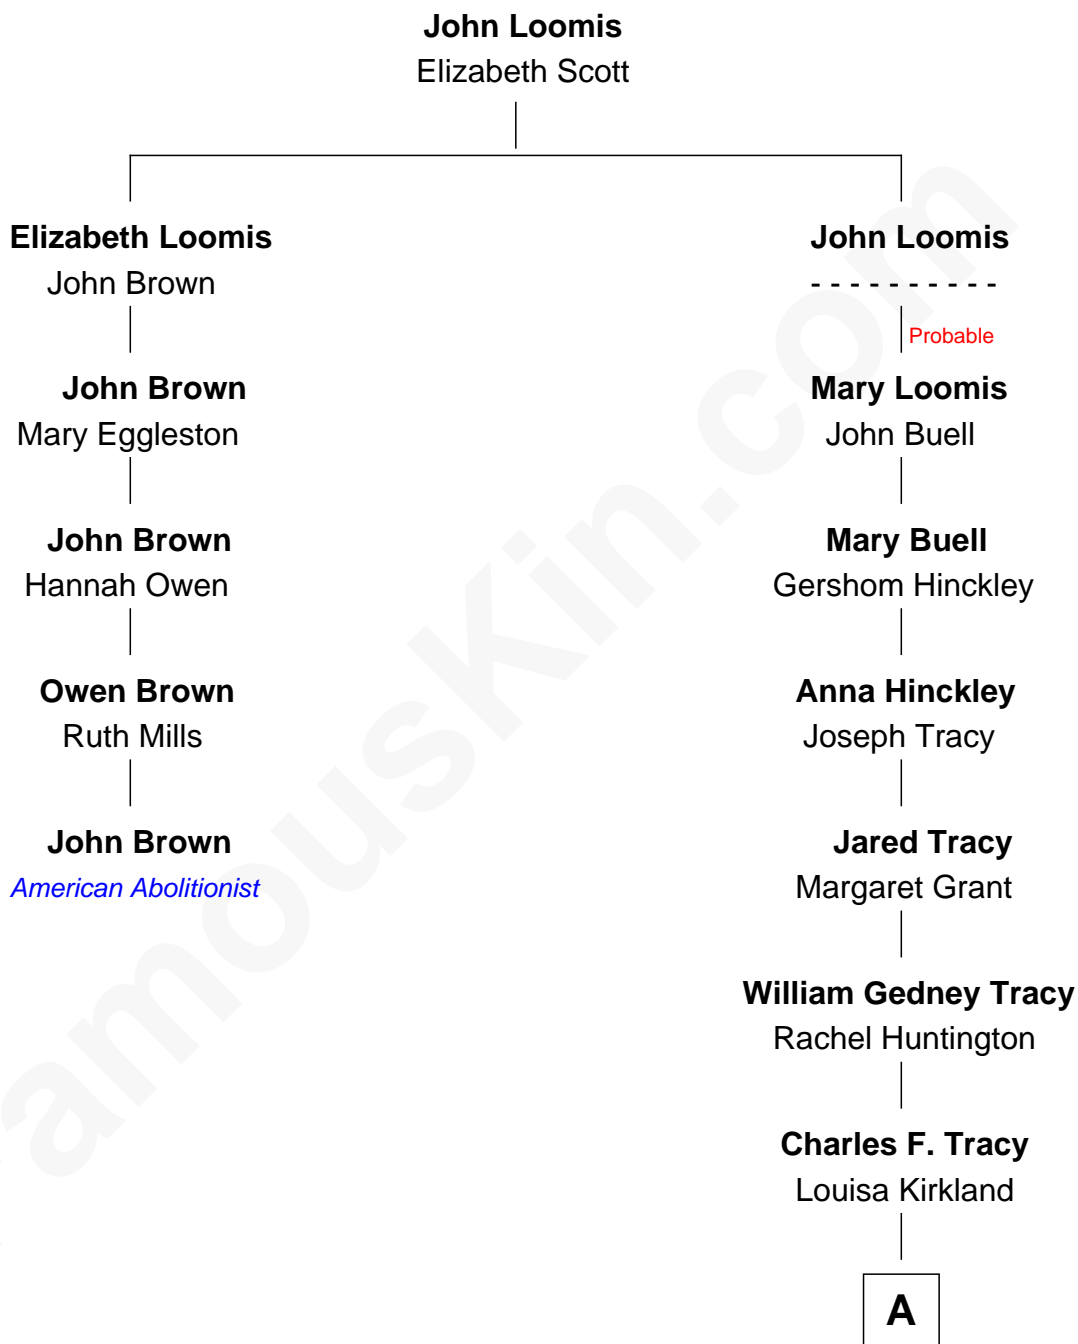 John Loomis
Elizabeth Scott
Elizabeth Loomis
John Brown
John Brown
Mary Eggleston
John Brown
Hannah Owen
Owen Brown
Ruth Mills
John Brown
American Abolitionist
John Loomis
- - - - - - - - - -
Probable
Mary Loomis
John Buell
Mary Buell
Gershom Hinckley
Anna Hinckley
Joseph Tracy
Jared Tracy
Margaret Grant
William Gedney Tracy
Rachel Huntington
Charles F. Tracy
Louisa Kirkland
A
amouskin.com